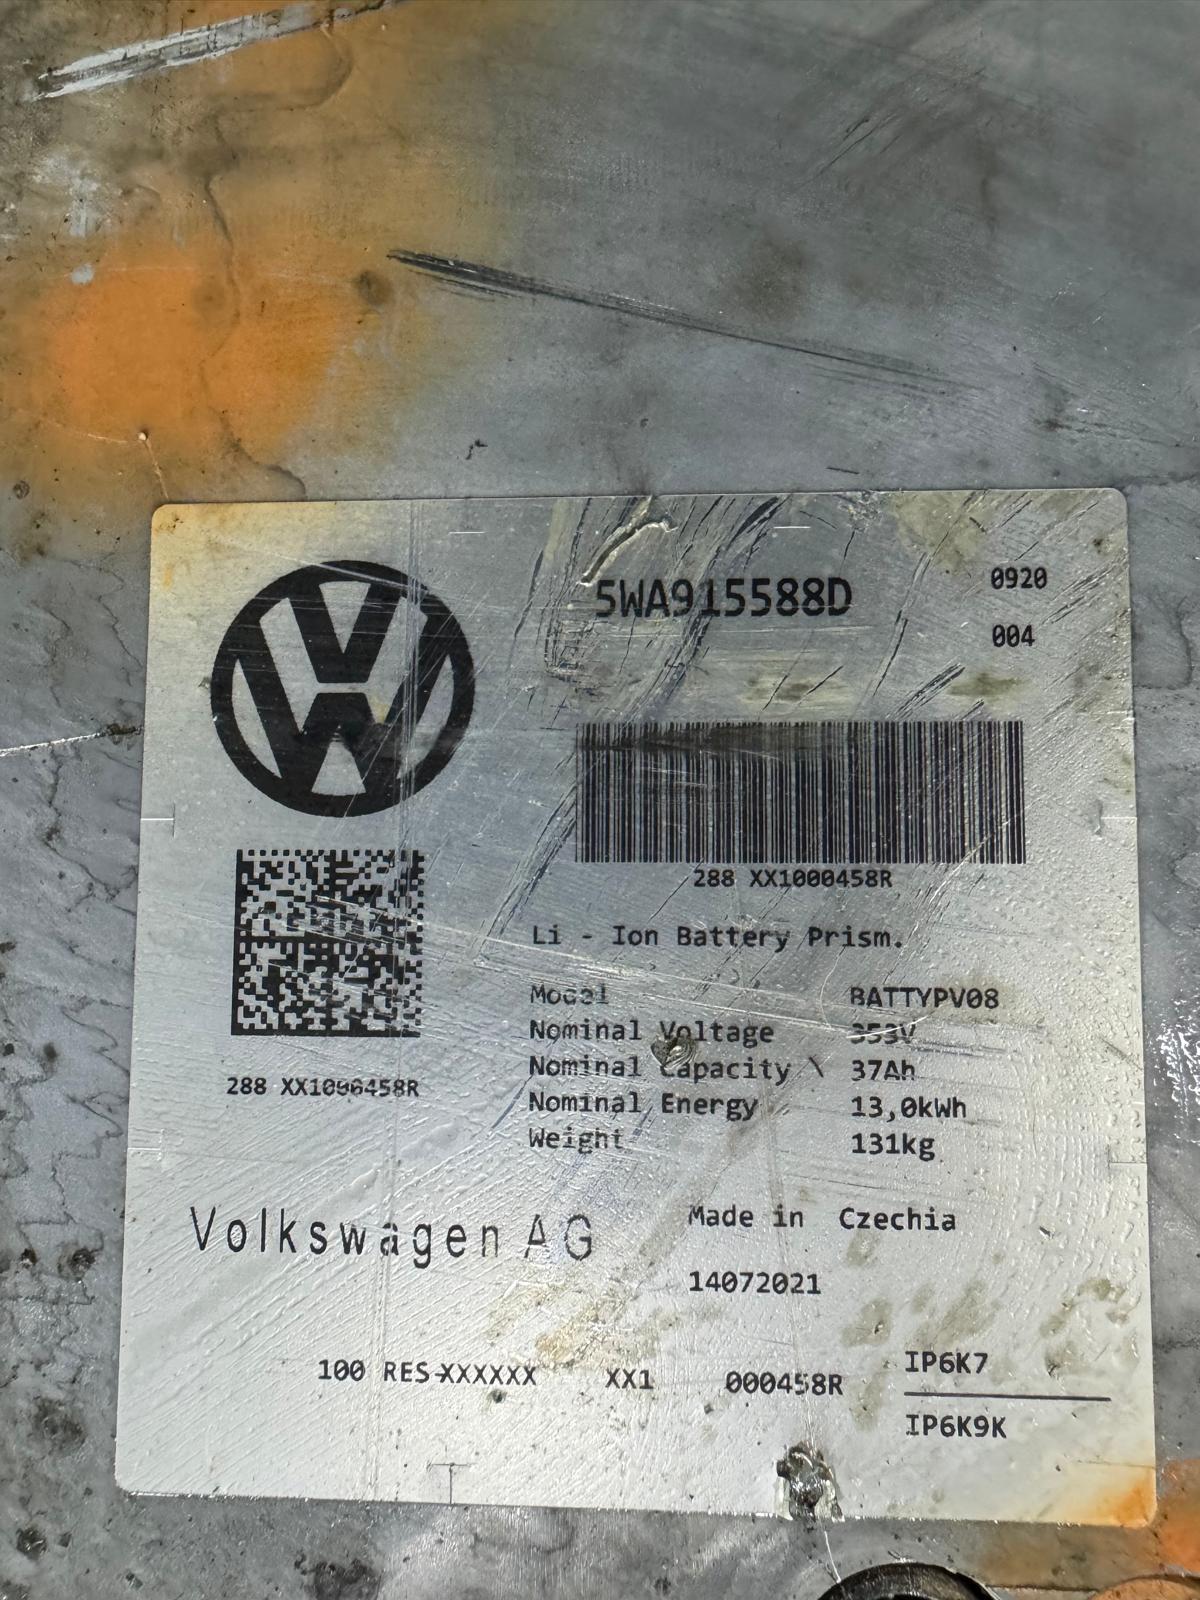 5WA915588D
0920
004
288 XX1000458R
Li - Ion Battery Prism.
Model BATTYPV08
Nominal Voltage 353V
Nominal Capacity 37Ah
Nominal Energy 13,0kWh
Weight 131kg
288 XX1000458R
Volkswagen AG
Made in Czechia
14072021
100 RES-XXXXXX XX1 000458R
IP6K7
IP6K9K